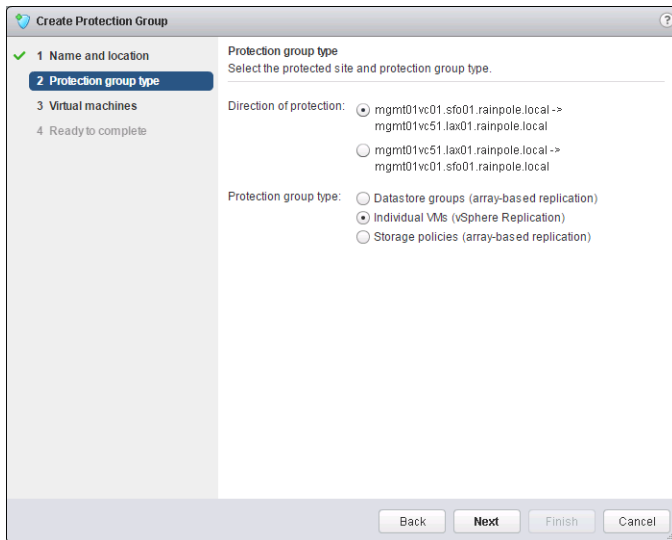 Create Protection Group
?
1 Name and location
2 Protection group type
3 Virtual machines
4 Ready to complete
Protection group type
Select the protected site and protection group type.
Direction of protection:
mgmt01vc01.sfo01.rainpole.local ->
mgmt01vc51.lax01.rainpole.local
mgmt01vc51.lax01.rainpole.local ->
mgmt01vc01.sfo01.rainpole.local
Protection group type:
Datastore groups (array-based replication)
Individual VMs (vSphere Replication)
Storage policies (array-based replication)
Back
Next
Finish
Cancel